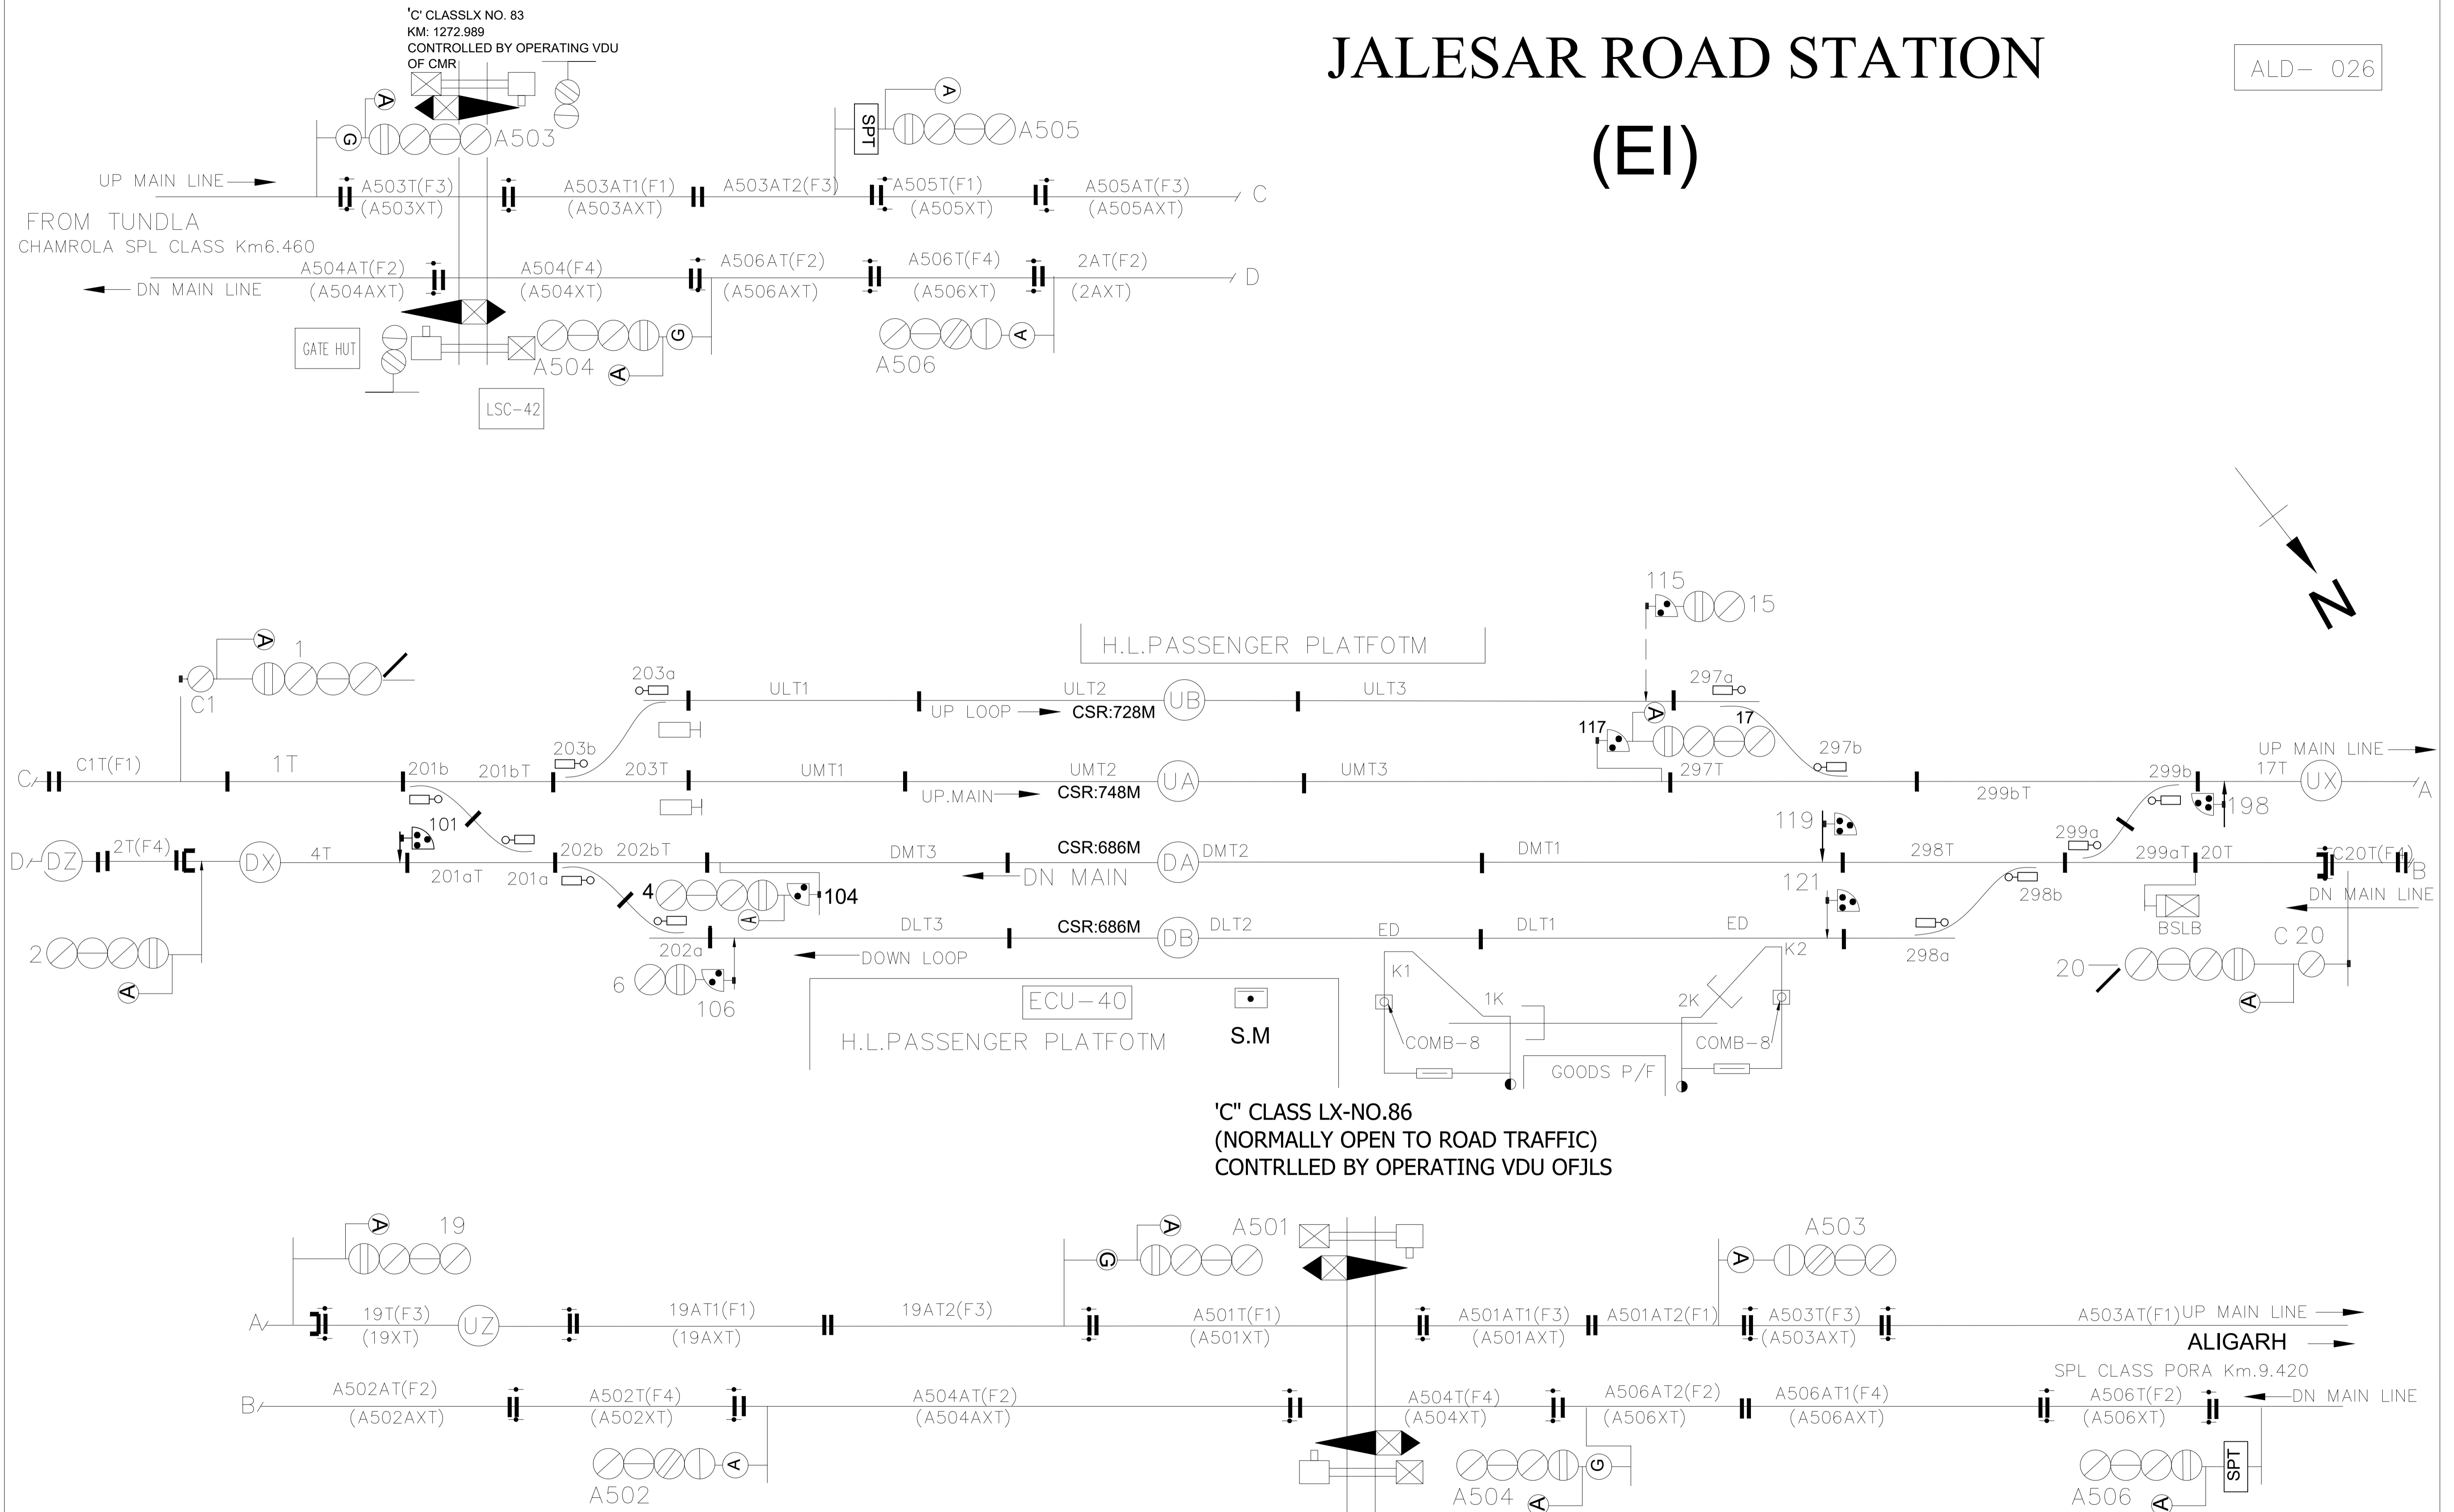 'C' CLASSLX NO. 83
KM: 1272.989
CONTROLLED BY OPERATING VDU
OF CMR
JALESAR ROAD STATION
(EI)
ALD- 026
A
G
A503
A
SPT
A505
UP MAIN LINE
A503T(F3)
(A503XT)
A503AT1(F1)
(A503AXT)
A503AT2(F3)
A505T(F1)
(A505XT)
A505AT(F3)
(A505AXT)
C
FROM TUNDLA
CHAMROLA SPL CLASS Km6.460
DN MAIN LINE
A504AT(F2)
(A504AXT)
A504(F4)
(A504XT)
A506AT(F2)
(A506AXT)
A506T(F4)
(A506XT)
2AT(F2)
(2AXT)
D
GATE HUT
A504
G
A
A506
A
LSC-42
N
115
15
H.L.PASSENGER PLATFOTM
A
1
C1
203a
ULT1
ULT2
UB
ULT3
297a
UP LOOP
CSR:728M
A
117
17
297b
UP MAIN LINE
C
C1T(F1)
1T
201b
201bT
203b
203T
UMT1
UMT2
UA
UMT3
297T
299bT
299b
17T
UX
A
UP.MAIN
CSR:748M
101
119
198
D
DZ
2T(F4)
DX
4T
201aT
201a
202b
202bT
DMT3
CSR:686M
DA
DMT2
DMT1
298T
299a
299aT
20T
C20T(F4)
B
DN MAIN
DN MAIN LINE
4
A
104
121
298b
BSLB
2
A
202a
DLT3
CSR:686M
DB
DLT2
ED
DLT1
ED
298a
DOWN LOOP
6
106
C 20
20
A
ECU-40
S.M
H.L.PASSENGER PLATFOTM
K1
1K
2K
K2
COMB-8
COMB-8
GOODS P/F
'C" CLASS LX-NO.86
(NORMALLY OPEN TO ROAD TRAFFIC)
CONTRLLED BY OPERATING VDU OFJLS
A
19
G
A
A501
A
A503
A
19T(F3)
(19XT)
UZ
19AT1(F1)
(19AXT)
19AT2(F3)
A501T(F1)
(A501XT)
A501AT1(F3)
(A501AXT)
A501AT2(F1)
A503T(F3)
(A503AXT)
A503AT(F1)
UP MAIN LINE
ALIGARH
SPL CLASS PORA Km.9.420
B
A502AT(F2)
(A502AXT)
A502T(F4)
(A502XT)
A504AT(F2)
(A504AXT)
A504T(F4)
(A504XT)
A506AT2(F2)
(A506XT)
A506AT1(F4)
(A506AXT)
A506T(F2)
(A506XT)
DN MAIN LINE
A502
A
A504
G
A
A506
SPT
A